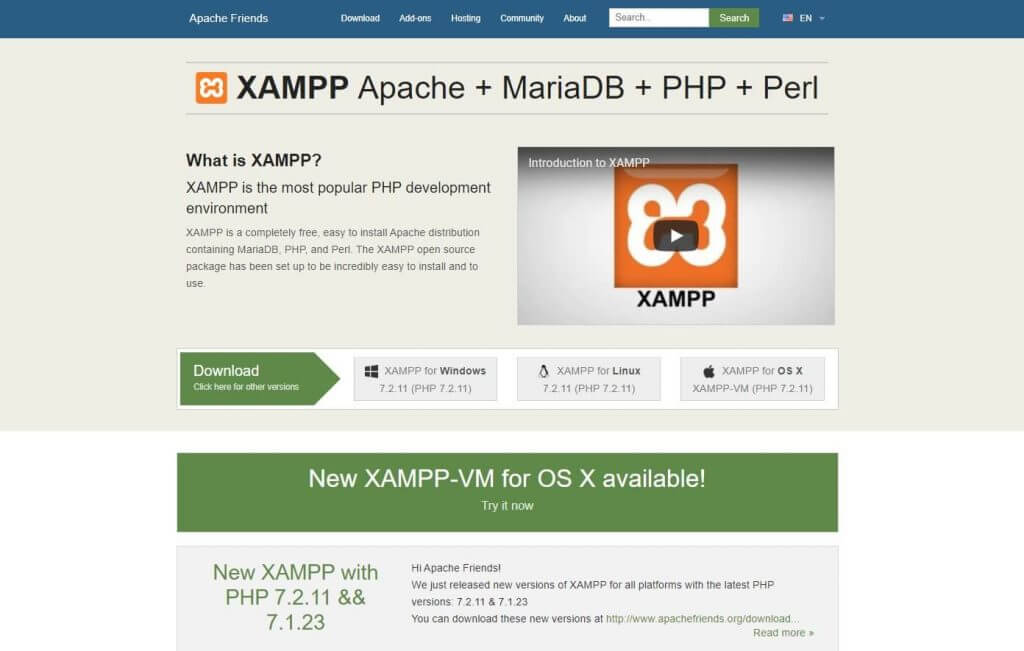 Apache Friends
Download
Add-ons
Hosting
Community
About
Search..
Search
EN
XAMPP Apache + MariaDB + PHP + Perl
What is XAMPP?
XAMPP is the most popular PHP development
environment
XAMPP is a completely free, easy to install Apache distribution
containing MariaDB, PHP, and Perl. The XAMPP open source
package has been set up to be incredibly easy to install and to
use.
Introduction to XAMPP
XAMPP
Download
Click here for other versions
XAMPP for Windows
7.2.11 (PHP 7.2.11)
XAMPP for Linux
7.2.11 (PHP 7.2.11)
XAMPP for OS X
XAMPP-VM (PHP 7.2.11)
New XAMPP-VM for OS X available!
Try it now
New XAMPP with
PHP 7.2.11 &&
7.1.23
Hi Apache Friends!
We just released new versions of XAMPP for all platforms with the latest PHP
versions: 7.2.11 & 7.1.23
You can download these new versions at http://www.apachefriends.org/download...
Read more »